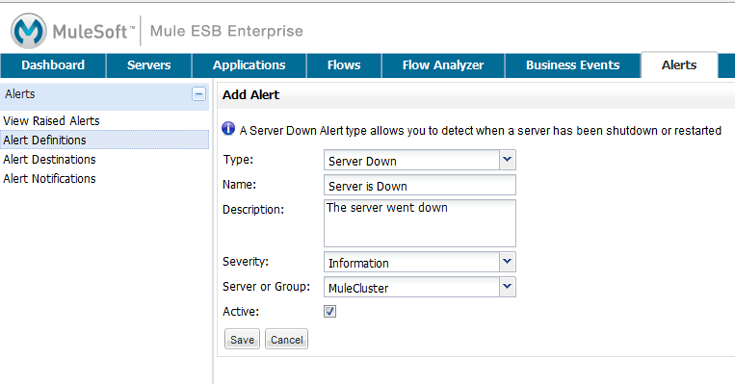 MuleSoft™ | Mule ESB Enterprise
Dashboard Servers Applications Flows Flow Analyzer Business Events Alerts
Alerts
View Raised Alerts
Alert Definitions
Alert Destinations
Alert Notifications
Add Alert
A Server Down Alert type allows you to detect when a server has been shutdown or restarted
Type: Server Down
Name: Server is Down
Description: The server went down
Severity: Information
Server or Group: MuleCluster
Active:
Save Cancel